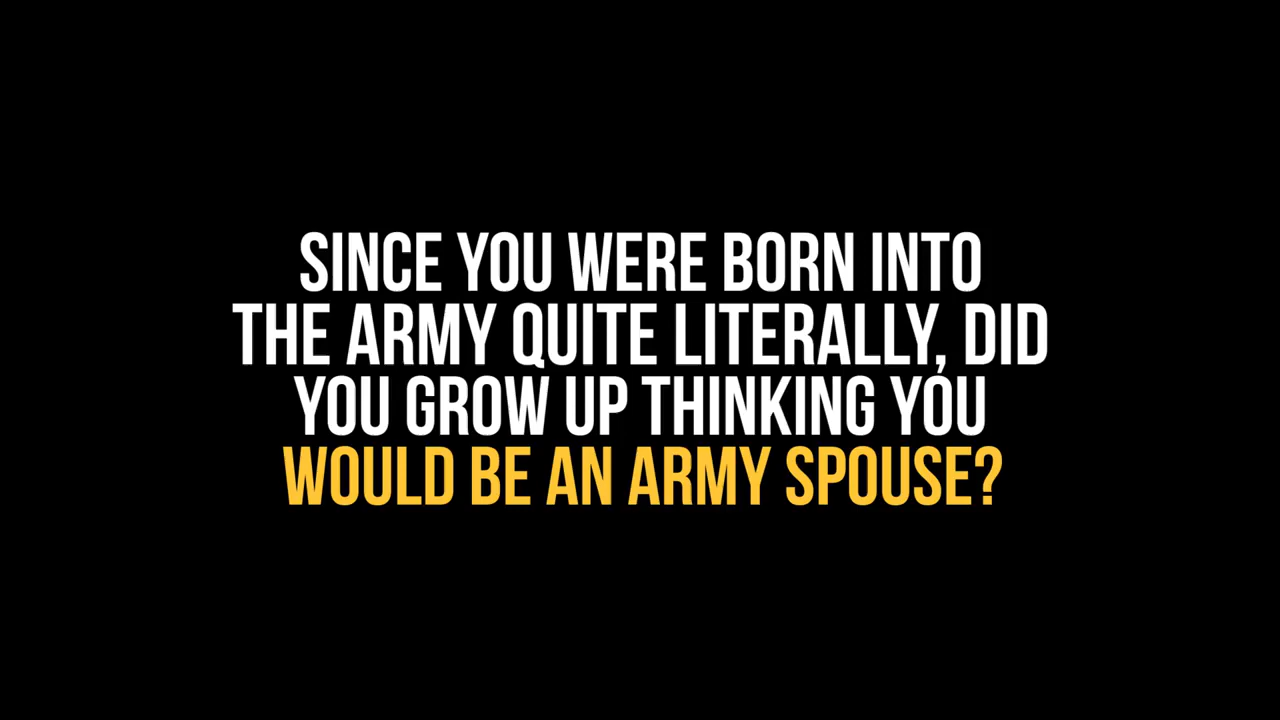 SINCE YOU WERE BORN INTO
THE ARMY QUITE LITERALLY, DID
YOU GROW UP THINKING YOU
WOULD BE AN ARMY SPOUSE?